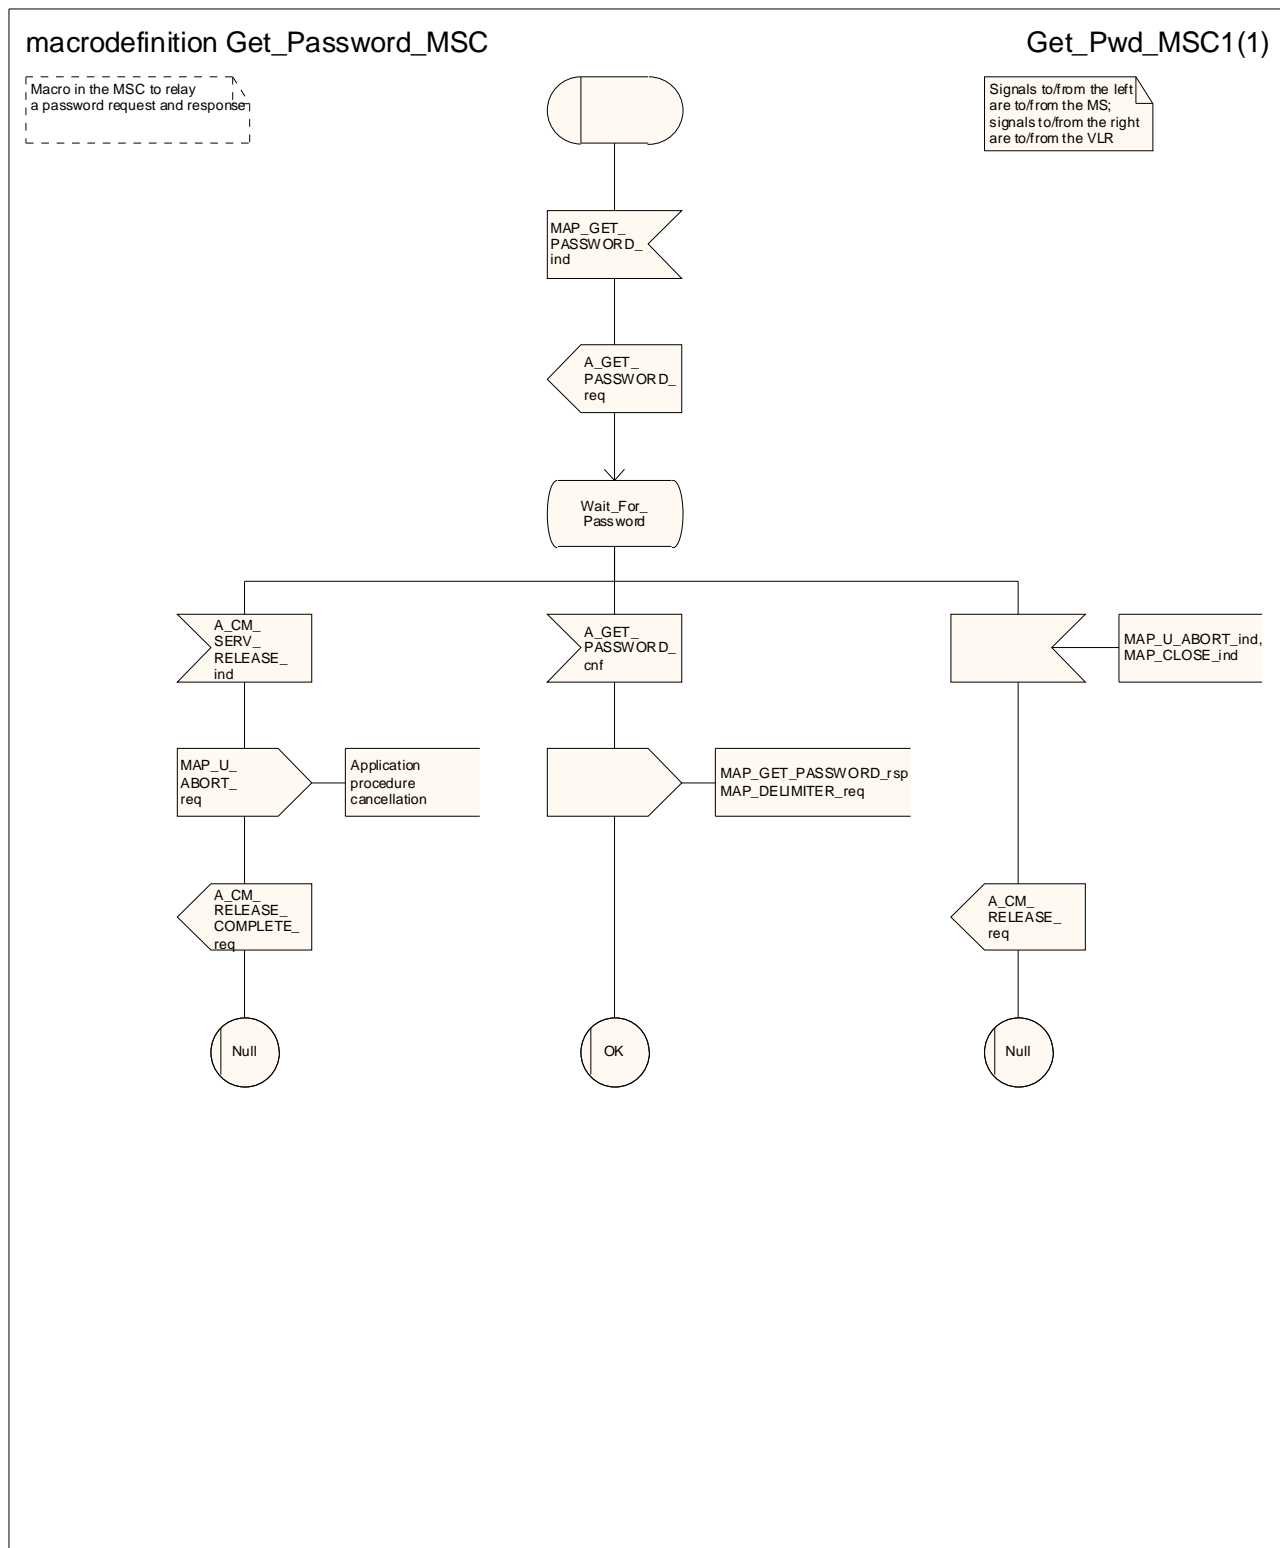 macrodefinition Get_Password_MSC
Get_Pwd_MSC1(1)
Macro in the MSC to relay
a password request and response
Signals to/from the left
are to/from the MS;
signals to/from the right
are to/from the VLR
MAP_GET_
PASSWORD_
ind
A_GET_
PASSWORD_
req
Wait_For_
Password
A_CM_
SERV_
RELEASE_
ind
A_GET_
PASSWORD_
cnf
MAP_U_ABORT_ind,
MAP_CLOSE_ind
MAP_U_
ABORT_
req
Application
procedure
cancellation
MAP_GET_PASSWORD_rsp
MAP_DELIMITER_req
A_CM_
RELEASE_
COMPLETE_
req
A_CM_
RELEASE_
req
Null
OK
Null